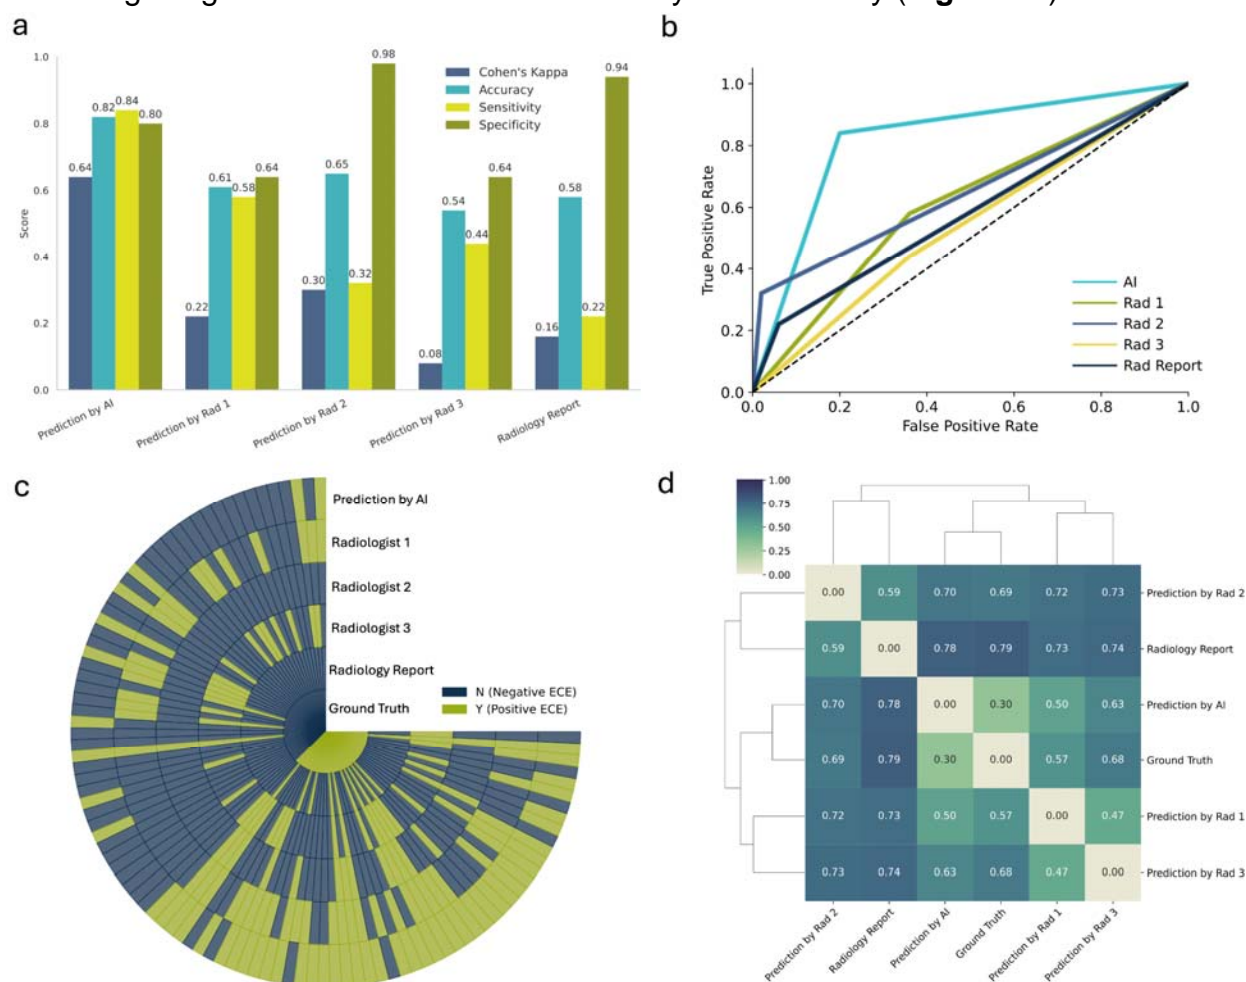 a
b
1.0
0.8
0.6
0.4
0.2
0.0
Score
Cohen's Kappa
Accuracy
Sensitivity
Specificity
0.64
0.82
0.84
0.80
0.22
0.61
0.58
0.64
0.30
0.65
0.32
0.98
0.08
0.54
0.44
0.64
0.16
0.58
0.22
0.94
Prediction by AI
Prediction by Rad 1
Prediction by Rad 2
Prediction by Rad 3
Radiology Report
1.0
0.8
0.6
0.4
0.2
0.0
True Positive Rate
AI
Rad 1
Rad 2
Rad 3
Rad Report
0.0 0.2 0.4 0.6 0.8 1.0
False Positive Rate
c
Prediction by AI
Radiologist 1
Radiologist 2
Radiologist 3
Radiology Report
Ground Truth
N (Negative ECE)
Y (Positive ECE)
d
1.00
0.75
0.50
0.25
0.00
0.00 0.59 0.70 0.69 0.72 0.73 Prediction by Rad 2
0.59 0.00 0.78 0.79 0.73 0.74 Radiology Report
0.70 0.78 0.00 0.30 0.50 0.63 Prediction by AI
0.69 0.79 0.30 0.00 0.57 0.68 Ground Truth
0.72 0.73 0.50 0.57 0.00 0.47 Prediction by Rad 1
0.73 0.74 0.63 0.68 0.47 0.00 Prediction by Rad 3
Prediction by Rad 2
Radiology Report
Prediction by AI
Ground Truth
Prediction by Rad 1
Prediction by Rad 3